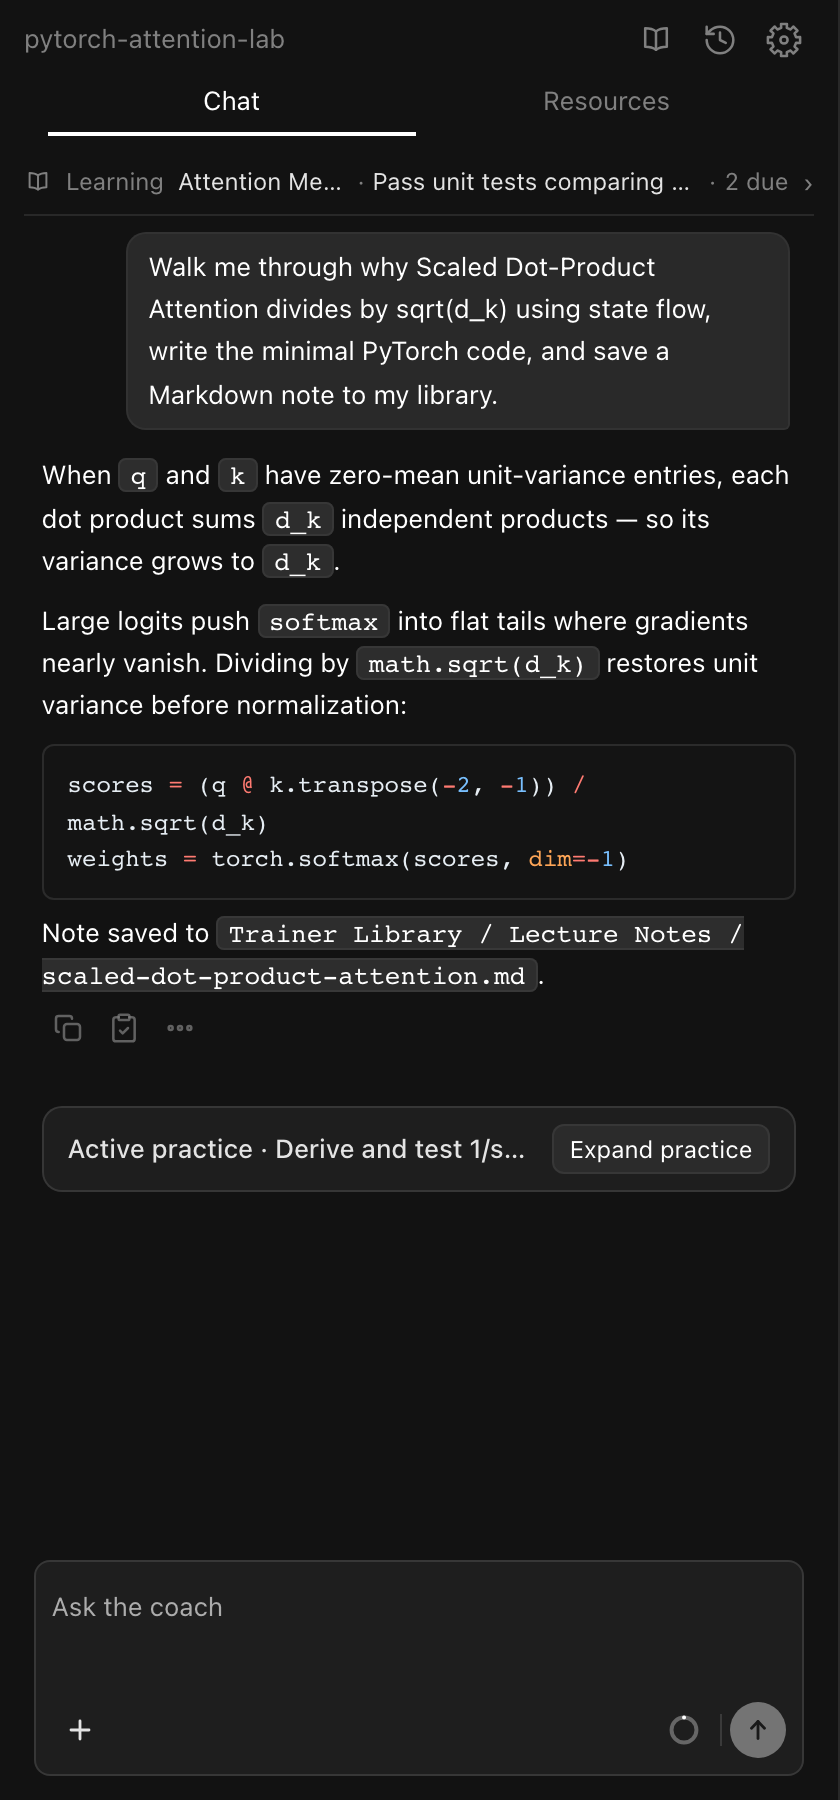 pytorch-attention-lab
Chat
Resources
Learning Attention Me... · Pass unit tests comparing ... · 2 due ›
Walk me through why Scaled Dot-Product
Attention divides by sqrt(d_k) using state flow,
write the minimal PyTorch code, and save a
Markdown note to my library.
When q and k have zero-mean unit-variance entries, each
dot product sums d_k independent products — so its
variance grows to d_k.
Large logits push softmax into flat tails where gradients
nearly vanish. Dividing by math.sqrt(d_k) restores unit
variance before normalization:
scores = (q @ k.transpose(-2, -1)) /
math.sqrt(d_k)
weights = torch.softmax(scores, dim=-1)
Note saved to Trainer Library / Lecture Notes /
scaled-dot-product-attention.md.
Active practice · Derive and test 1/s...
Expand practice
Ask the coach